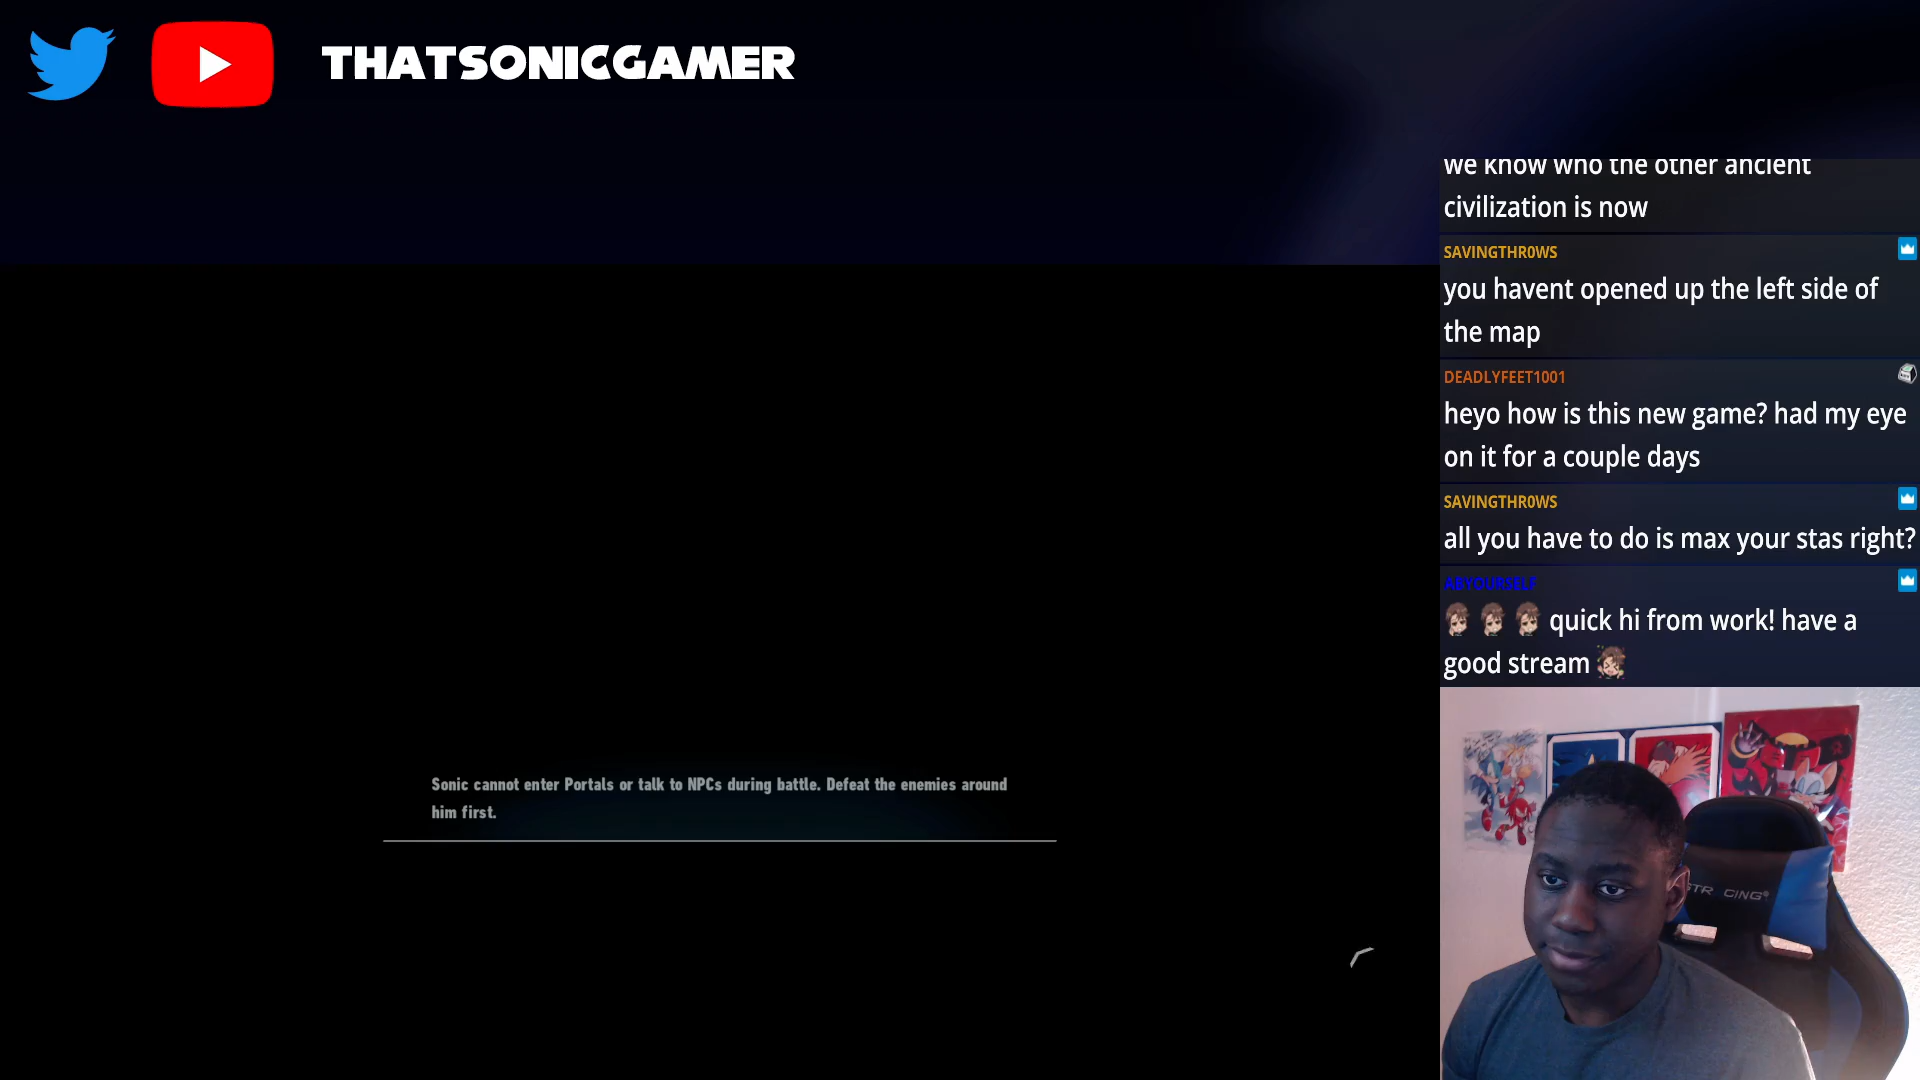 THATSONICGAMER
we know who the other ancient
civilization is now
SAVINGTHR0WS
you havent opened up the left side of
the map
DEADLYFEET1001
heyo how is this new game? had my eye
on it for a couple days
SAVINGTHR0WS
all you have to do is max your stas right?
ABYOURSELF
quick hi from work! have a
good stream
Sonic cannot enter Portals or talk to NPCs during battle. Defeat the enemies around
him first.